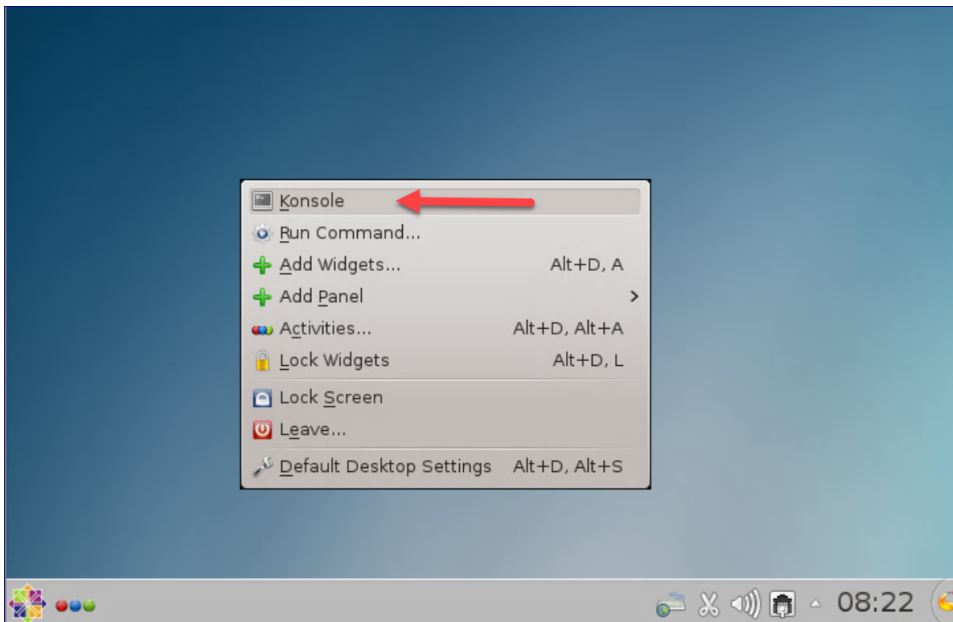 Konsole
Run Command...
Add Widgets... Alt+D, A
Add Panel
Activities... Alt+D, Alt+A
Lock Widgets Alt+D, L
Lock Screen
Leave...
Default Desktop Settings Alt+D, Alt+S
08:22